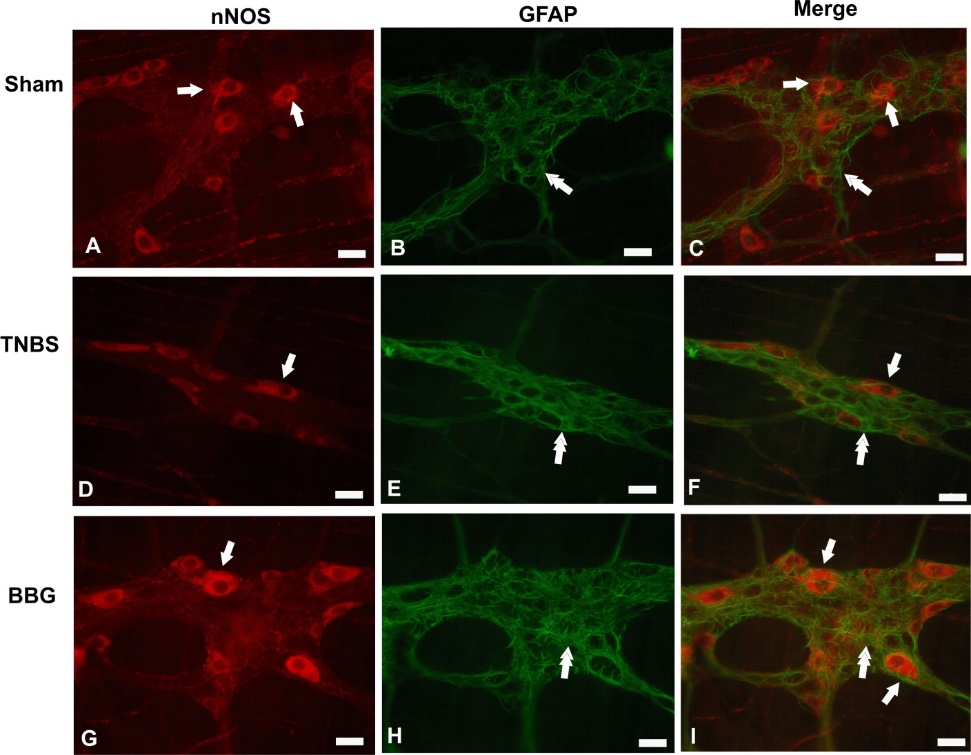 nNOS GFAP Merge
Sham
A B C
TNBS
D E F
BBG
G H I